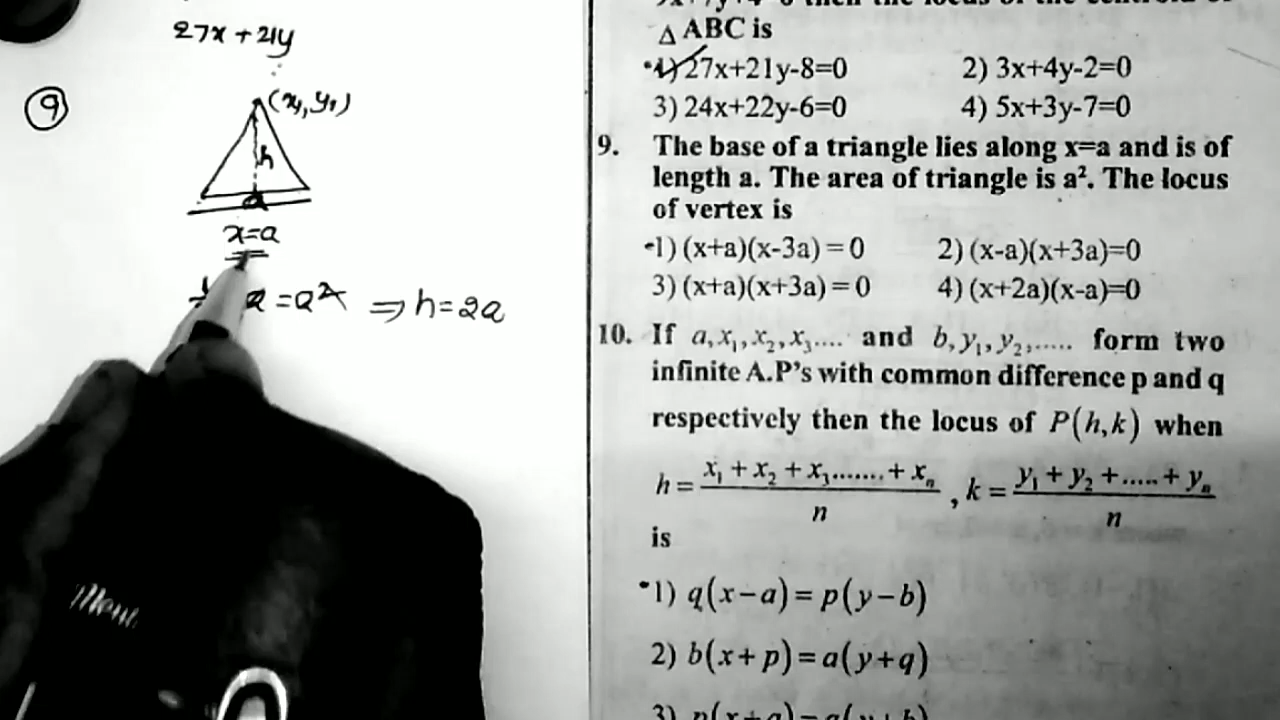 27x + 21y
9
(x₁, y₁)
h
a
x=a
=a² ⇒ h=2a
Δ ABC is
1) 27x+21y-8=0 2) 3x+4y-2=0
3) 24x+22y-6=0 4) 5x+3y-7=0
9. The base of a triangle lies along x=a and is of
length a. The area of triangle is a². The locus
of vertex is
1) (x+a)(x-3a) = 0 2) (x-a)(x+3a)=0
3) (x+a)(x+3a) = 0 4) (x+2a)(x-a)=0
10. If a, x₁, x₂, x₃.... and b, y₁, y₂,..... form two
infinite A.P's with common difference p and q
respectively then the locus of P(h,k) when
h = (x₁ + x₂ + x₃.......+ xₙ)/n , k = (y₁ + y₂ +.....+ yₙ)/n
is
1) q(x−a) = p(y−b)
2) b(x+p) = a(y+q)